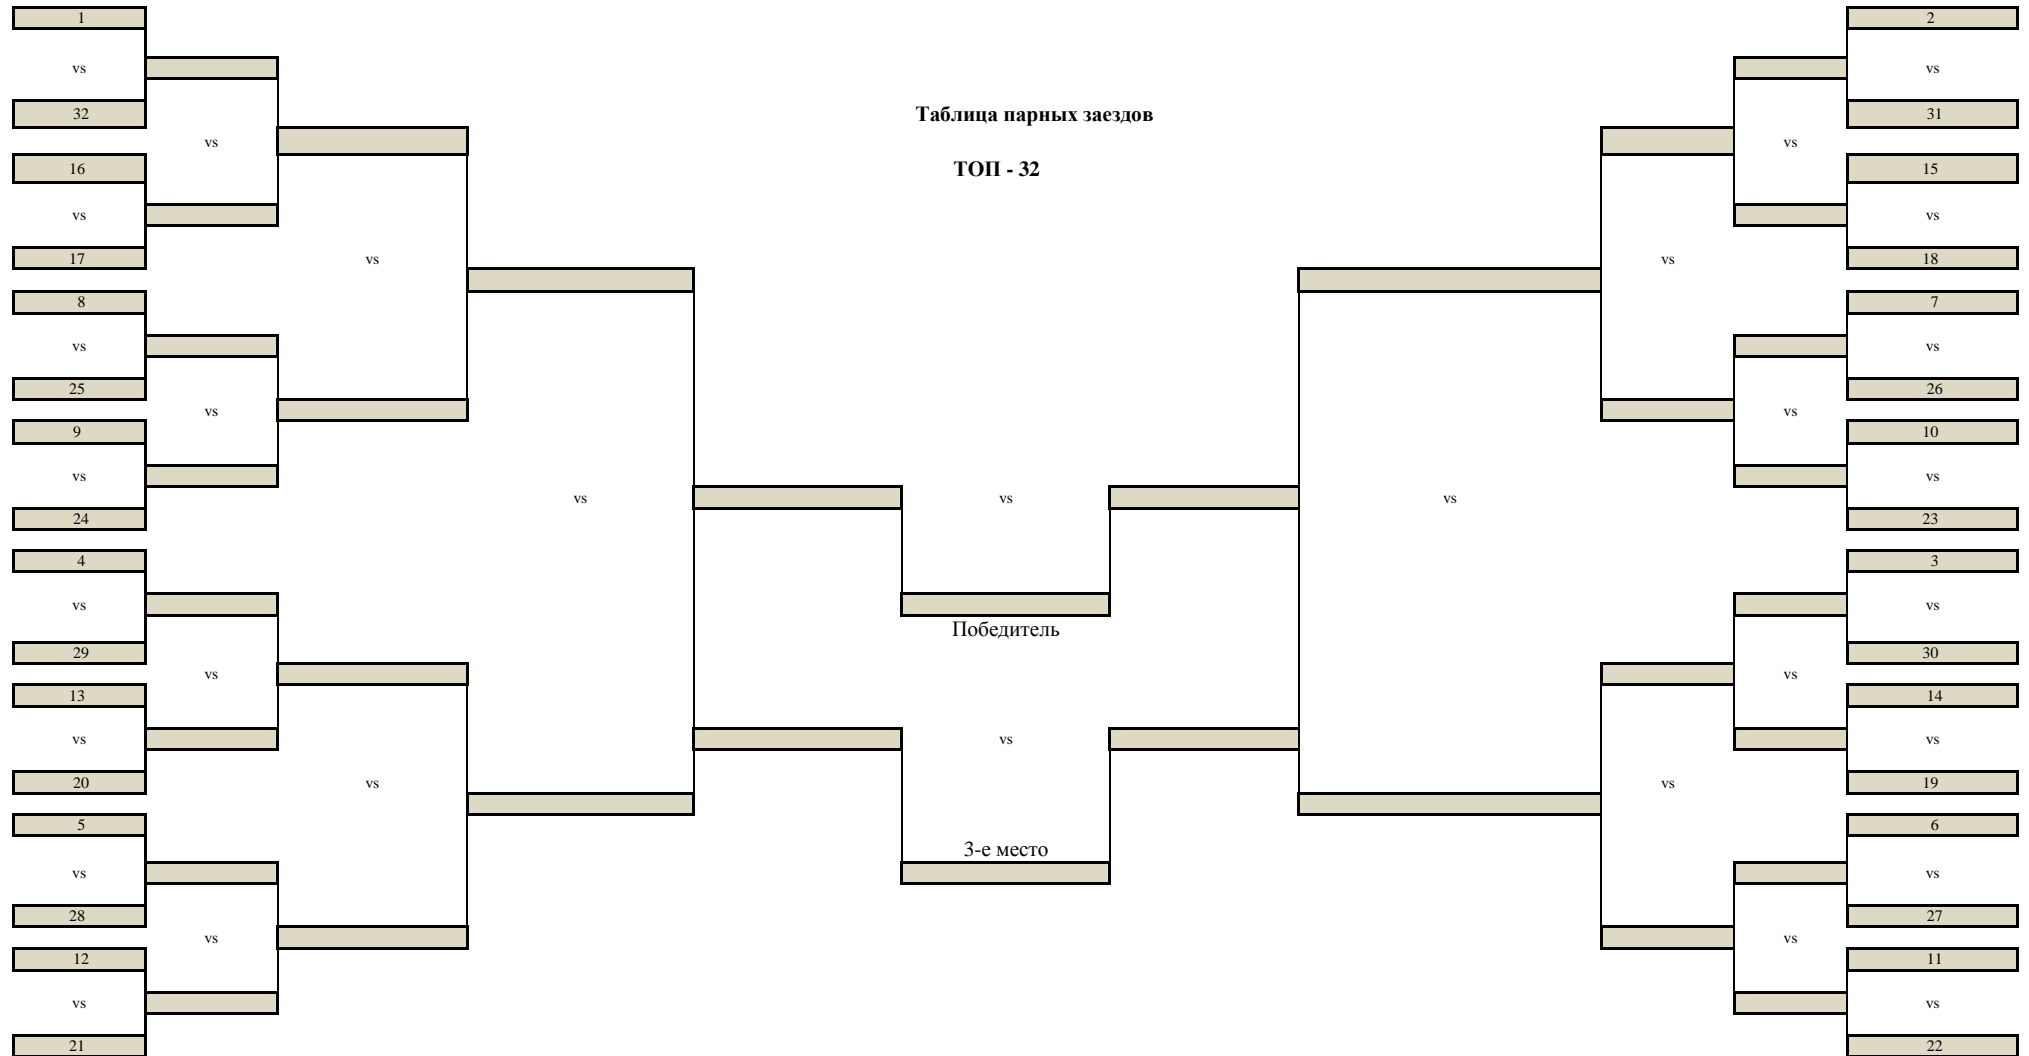 1 2
vs vs
32 Таблица парных заездов 31
vs vs
16 ТОП - 32 15
vs vs
17 vs vs 18
8 7
vs vs
25 26
vs vs
9 10
vs vs
24 vs vs vs 23
4 3
vs vs
Победитель
29 30
vs vs
13 14
vs vs vs
20 vs vs 19
5 6
3-е место
vs vs
28 27
vs vs
12 11
vs vs
21 22